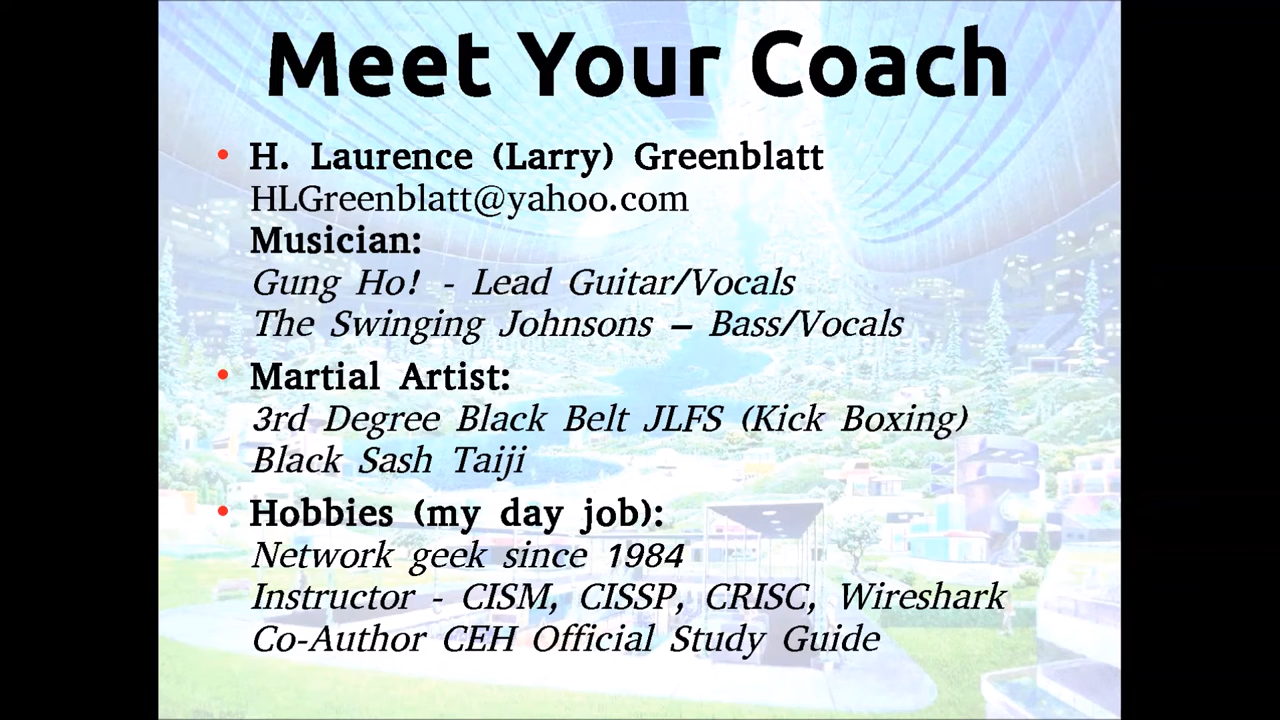 Meet Your Coach
• H. Laurence (Larry) Greenblatt
HLGreenblatt@yahoo.com
Musician:
Gung Ho! - Lead Guitar/Vocals
The Swinging Johnsons – Bass/Vocals
• Martial Artist:
3rd Degree Black Belt JLFS (Kick Boxing)
Black Sash Taiji
• Hobbies (my day job):
Network geek since 1984
Instructor - CISM, CISSP, CRISC, Wireshark
Co-Author CEH Official Study Guide